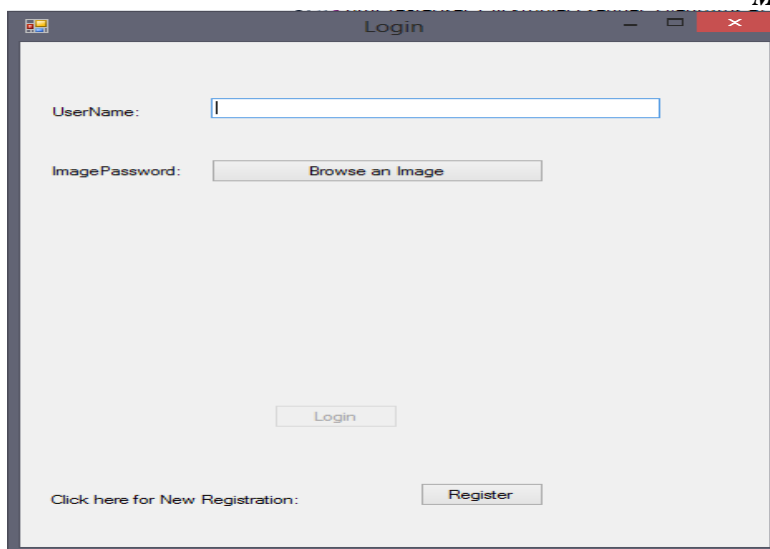 Login
UserName:
ImagePassword:
Browse an Image
Login
Click here for New Registration:
Register